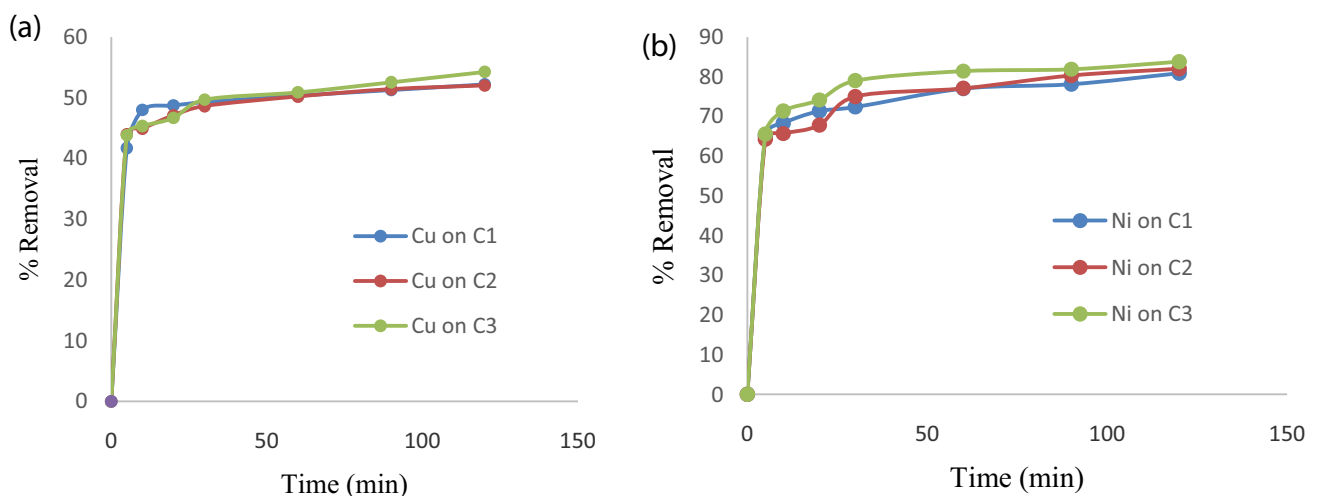 (a)
60
50
40
30
20
10
0
% Removal
Cu on C1
Cu on C2
Cu on C3
0 50 100 150
Time (min)
(b)
90
80
70
60
50
40
30
20
10
0
% Removal
Ni on C1
Ni on C2
Ni on C3
0 50 100 150
Time (min)